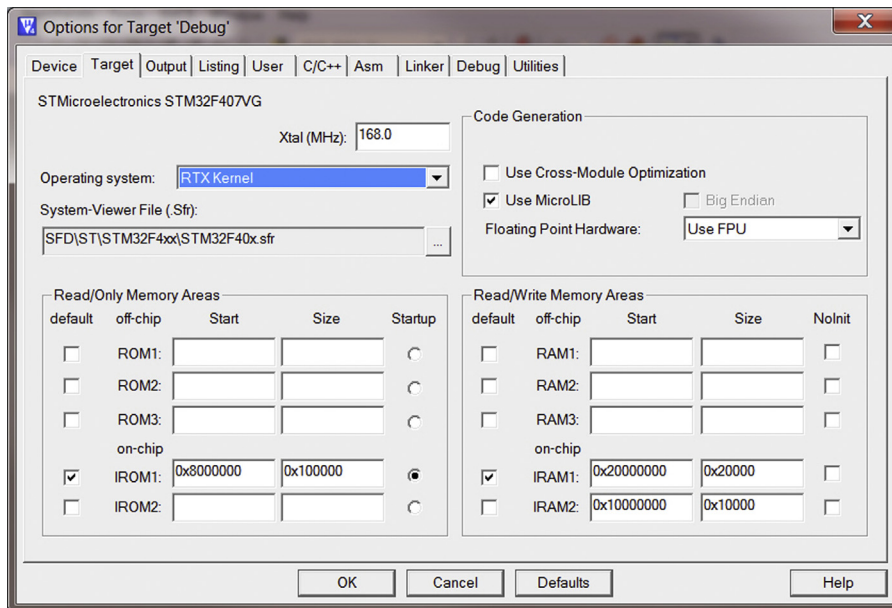 Options for Target 'Debug'
Device Target Output Listing User C/C++ Asm Linker Debug Utilities
STMicroelectronics STM32F407VG
Xtal (MHz): 168.0
Operating system: RTX Kernel
System-Viewer File (.Sfr):
SFD\ST\STM32F4xx\STM32F40x.sfr ...
Code Generation
Use Cross-Module Optimization
Use MicroLIB Big Endian
Floating Point Hardware: Use FPU
Read/Only Memory Areas
default off-chip Start Size Startup
ROM1:
ROM2:
ROM3:
on-chip
IROM1: 0x8000000 0x100000
IROM2:
Read/Write Memory Areas
default off-chip Start Size NoInit
RAM1:
RAM2:
RAM3:
on-chip
IRAM1: 0x20000000 0x20000
IRAM2: 0x10000000 0x10000
OK Cancel Defaults Help